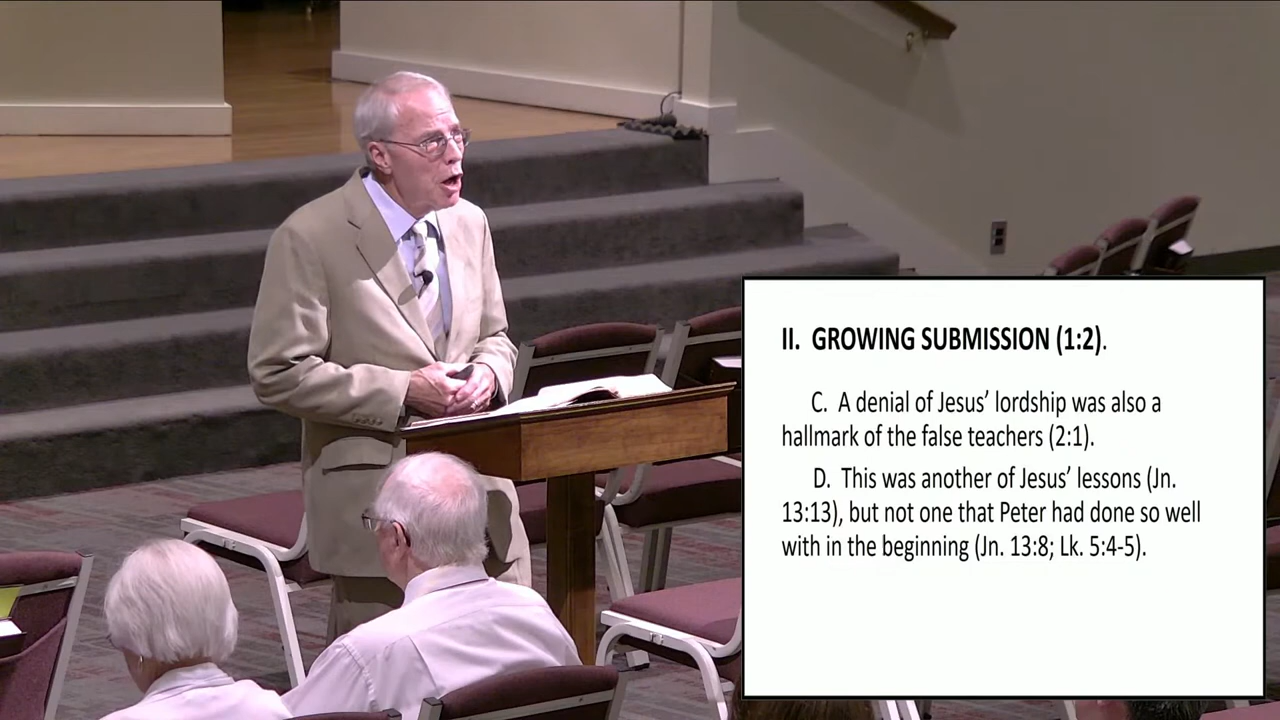 II. GROWING SUBMISSION (1:2).
C. A denial of Jesus’ lordship was also a
hallmark of the false teachers (2:1).
D. This was another of Jesus’ lessons (Jn.
13:13), but not one that Peter had done so well
with in the beginning (Jn. 13:8; Lk. 5:4-5).